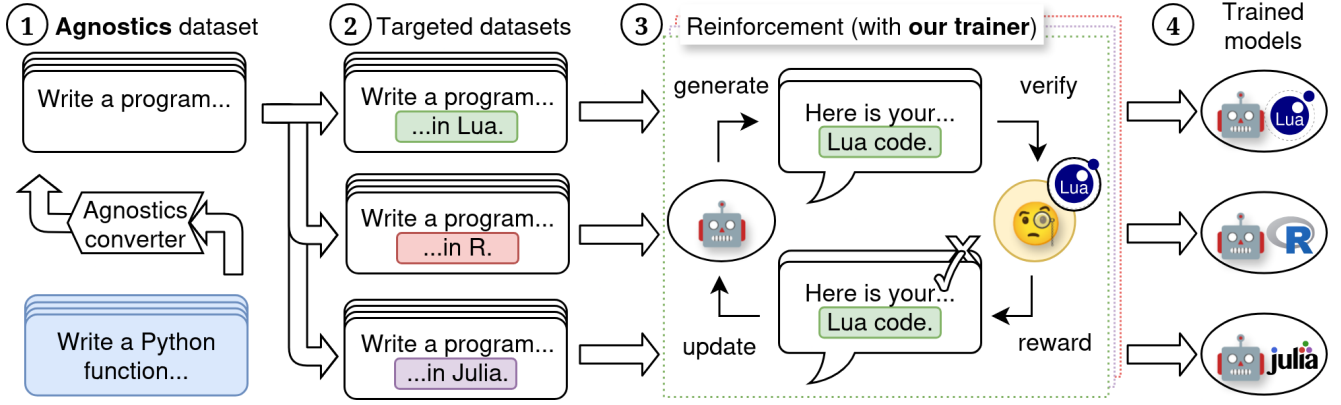 1 Agnostics dataset
Write a program...
Agnostics
converter
Write a Python
function...
2 Targeted datasets
Write a program...
...in Lua.
Write a program...
...in R.
Write a program...
...in Julia.
3 Reinforcement (with our trainer)
generate
verify
Here is your...
Lua code.
Lua
Here is your...
Lua code.
update
reward
4 Trained
models
Lua
R
julia